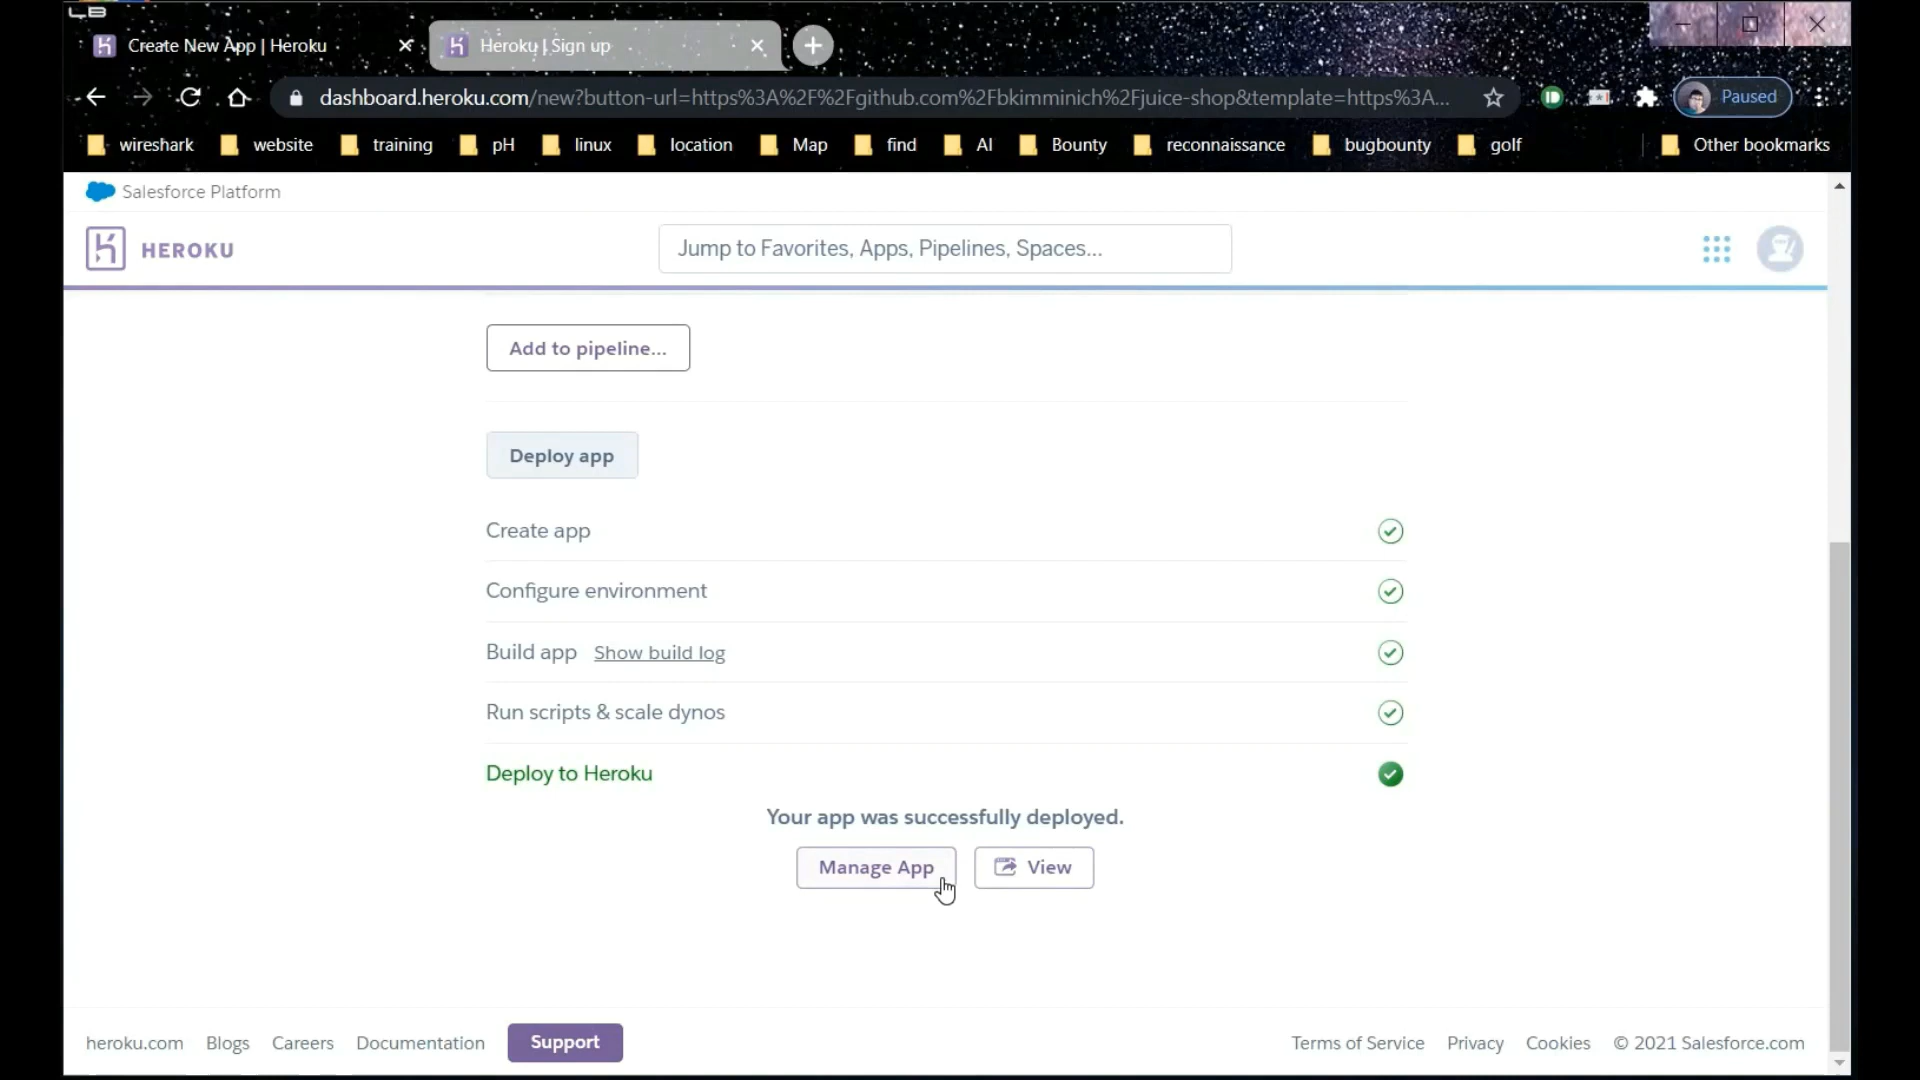 LB
Create New App | Heroku
Heroku | Sign up
dashboard.heroku.com/new?button-url=https%3A%2F%2Fgithub.com%2Fbkimminich%2Fjuice-shop&template=https%3A...
Paused
wireshark website training pH linux location Map find AI Bounty reconnaissance bugbounty golf Other bookmarks
Salesforce Platform
HEROKU
Jump to Favorites, Apps, Pipelines, Spaces...
Add to pipeline...
Deploy app
Create app
Configure environment
Build app Show build log
Run scripts & scale dynos
Deploy to Heroku
Your app was successfully deployed.
Manage App View
heroku.com Blogs Careers Documentation Support Terms of Service Privacy Cookies © 2021 Salesforce.com